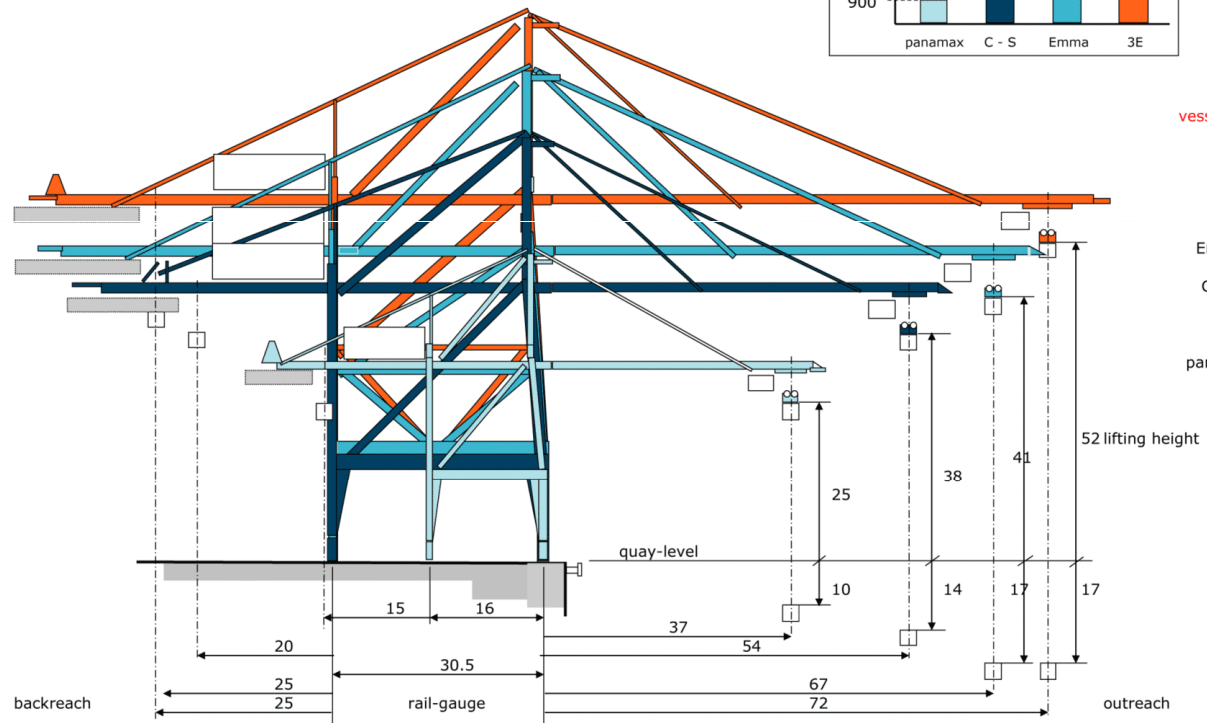 900
panamax C - S Emma 3E
vess
E
C
par
52 lifting height
41
38
25
quay-level
10 14 17 17
15 16
37
20 54
30.5
25 67
backreach 25 rail-gauge 72 outreach